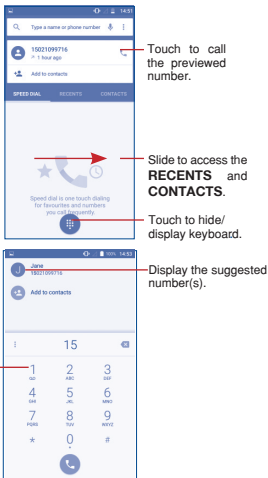 14:51
Type a name or phone number
15021099716
1 hour ago
Add to contacts
SPEED DIAL RECENTS CONTACTS
Speed dial is one touch dialing
for favourites and numbers
you call frequently.
Touch to call
the previewed
number.
Slide to access the
RECENTS and
CONTACTS.
Touch to hide/
display keyboard.
100% 14:53
Jane
15021099716
Add to contacts
15
1 2 3
ABC DEF
4 5 6
GHI JKL MNO
7 8 9
PQRS TUV WXYZ
* 0 #
+
Display the suggested
number(s).